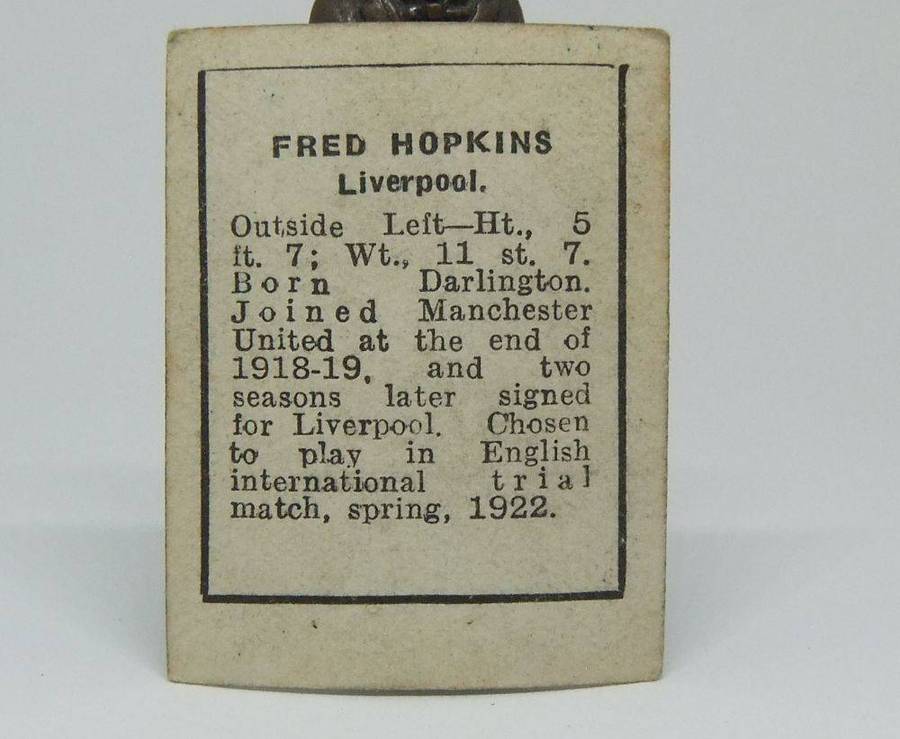 FRED HOPKINS
Liverpool.
Outside Left—Ht., 5
ft. 7; Wt., 11 st. 7.
Born Darlington.
Joined Manchester
United at the end of
1918-19, and two
seasons later signed
for Liverpool. Chosen
to play in English
international trial
match, spring, 1922.